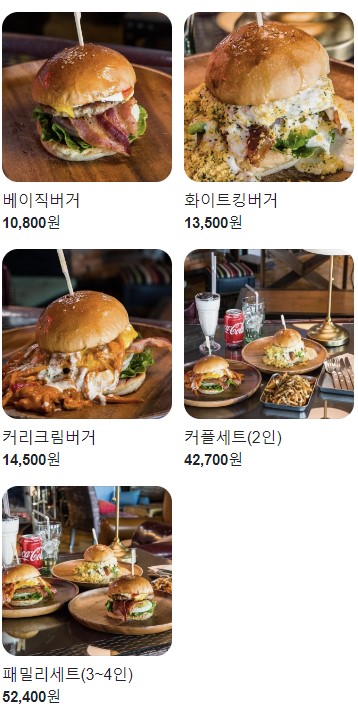 베이직버거
10,800원
화이트킹버거
13,500원
커리크림버거
14,500원
커플세트(2인)
42,700원
Coca-Cola
패밀리세트(3~4인)
52,400원